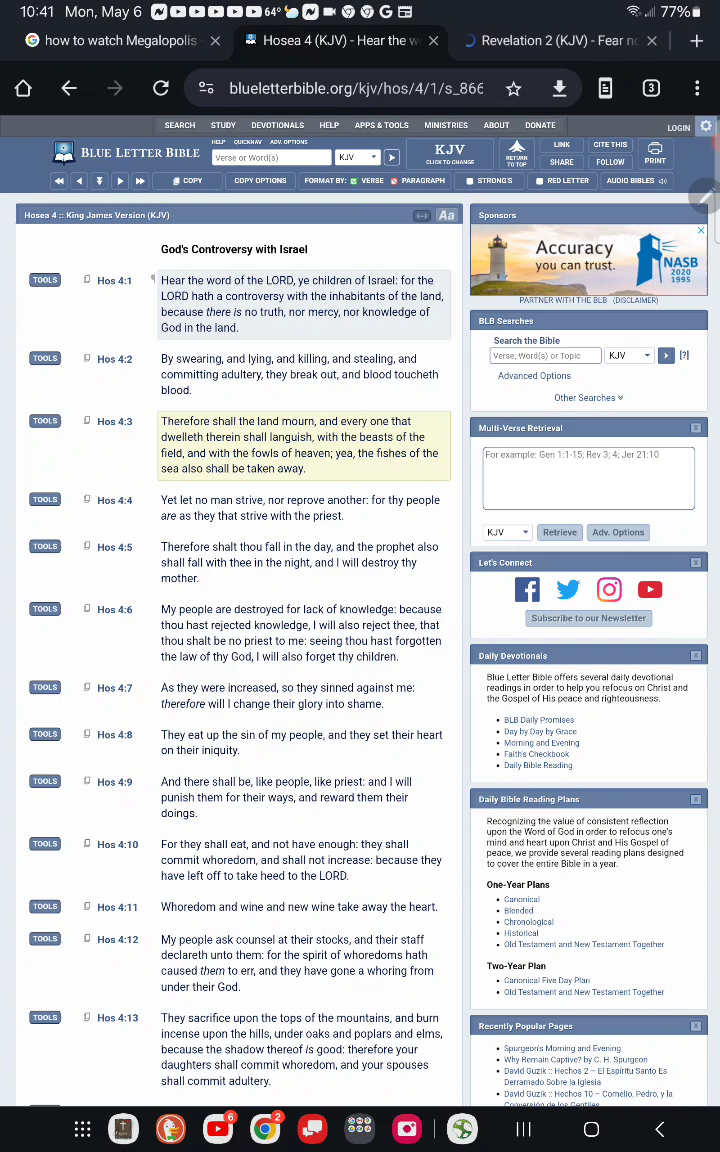 10:41 Mon, May 6 64° 77%
how to watch Megalopolis
Hosea 4 (KJV) - Hear the w
Revelation 2 (KJV) - Fear n
blueletterbible.org/kjv/hos/4/1/s_866
3
SEARCH STUDY DEVOTIONALS HELP APPS & TOOLS MINISTRIES ABOUT DONATE LOGIN
BLUE LETTER BIBLE
HELP QUICKNAV ADV. OPTIONS
Verse or Word(s) KJV
KJV
CLICK TO CHANGE
RETURN
TO TOP
LINK CITE THIS
SHARE FOLLOW
PRINT
COPY COPY OPTIONS FORMAT BY: VERSE PARAGRAPH STRONG'S RED LETTER AUDIO BIBLES
Hosea 4 :: King James Version (KJV) Aa
God's Controversy with Israel
TOOLS Hos 4:1 Hear the word of the LORD, ye children of Israel: for the
LORD hath a controversy with the inhabitants of the land,
because there is no truth, nor mercy, nor knowledge of
God in the land.
TOOLS Hos 4:2 By swearing, and lying, and killing, and stealing, and
committing adultery, they break out, and blood toucheth
blood.
TOOLS Hos 4:3 Therefore shall the land mourn, and every one that
dwelleth therein shall languish, with the beasts of the
field, and with the fowls of heaven; yea, the fishes of the
sea also shall be taken away.
TOOLS Hos 4:4 Yet let no man strive, nor reprove another: for thy people
are as they that strive with the priest.
TOOLS Hos 4:5 Therefore shalt thou fall in the day, and the prophet also
shall fall with thee in the night, and I will destroy thy
mother.
TOOLS Hos 4:6 My people are destroyed for lack of knowledge: because
thou hast rejected knowledge, I will also reject thee,
that thou shalt be no priest to me: seeing thou hast forgotten
the law of thy God, I will also forget thy children.
TOOLS Hos 4:7 As they were increased, so they sinned against me:
therefore will I change their glory into shame.
TOOLS Hos 4:8 They eat up the sin of my people, and they set their heart
on their iniquity.
TOOLS Hos 4:9 And there shall be, like people, like priest: and I will
punish them for their ways, and reward them their
doings.
TOOLS Hos 4:10 For they shall eat, and not have enough: they shall
commit whoredom, and shall not increase: because they
have left off to take heed to the LORD.
TOOLS Hos 4:11 Whoredom and wine and new wine take away the heart.
TOOLS Hos 4:12 My people ask counsel at their stocks, and their staff
declareth unto them: for the spirit of whoredoms hath
caused them to err, and they have gone a whoring from
under their God.
TOOLS Hos 4:13 They sacrifice upon the tops of the mountains, and burn
incense upon the hills, under oaks and poplars and elms,
because the shadow thereof is good: therefore your
daughters shall commit whoredom, and your spouses
shall commit adultery.
Sponsors
Accuracy
you can trust.
NASB
2020
1995
PARTNER WITH THE BLB (DISCLAIMER)
BLB Searches
Search the Bible
Verse, Word(s) or Topic KJV [?]
Advanced Options
Other Searches
Multi-Verse Retrieval x
For example: Gen 1:1-15; Rev 3; 4; Jer 21:10
KJV Retrieve Adv. Options
Let's Connect x
Subscribe to our Newsletter
Daily Devotionals x
Blue Letter Bible offers several daily devotional
readings in order to help you refocus on Christ and
the Gospel of His peace and righteousness.
• BLB Daily Promises
• Day by Day by Grace
• Morning and Evening
• Faith's Checkbook
• Daily Bible Reading
Daily Bible Reading Plans x
Recognizing the value of consistent reflection
upon the Word of God in order to refocus one's
mind and heart upon Christ and His Gospel of
peace, we provide several reading plans designed
to cover the entire Bible in a year.
One-Year Plans
• Canonical
• Blended
• Chronological
• Historical
• Old Testament and New Testament Together
Two-Year Plan
• Canonical Five Day Plan
• Old Testament and New Testament Together
Recently Popular Pages x
• Spurgeon's Morning and Evening
• Why Remain Captive? by C. H. Spurgeon
• David Guzik :: Hechos 2 – El Espíritu Santo Es
Derramado Sobre la Iglesia
• David Guzik :: Hechos 10 – Cornelio, Pedro, y la
Conversión de los Gentiles
6
2